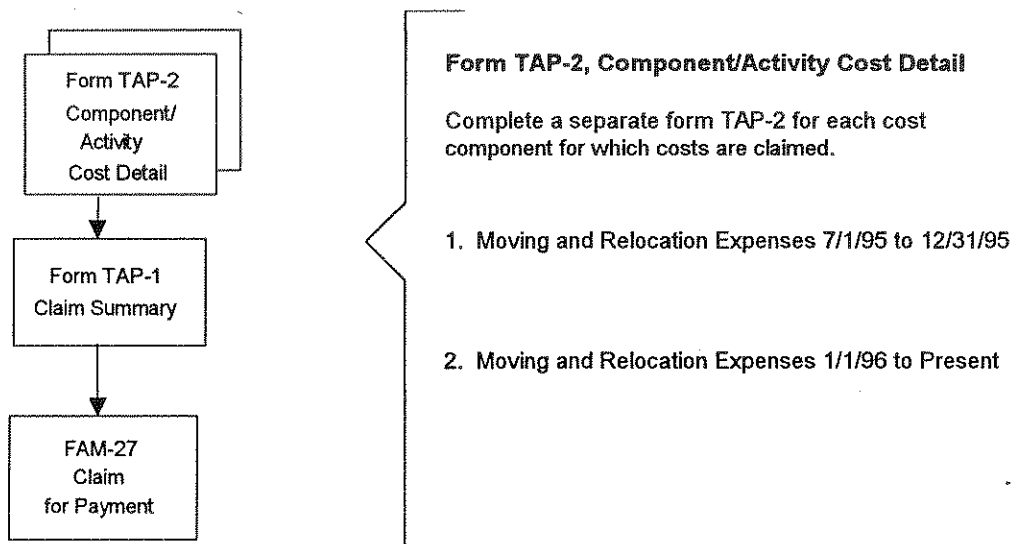 Form TAP-2
Component/
Activity
Cost Detail
Form TAP-1
Claim Summary
FAM-27
Claim
for Payment
Form TAP-2, Component/Activity Cost Detail
Complete a separate form TAP-2 for each cost
component for which costs are claimed.
1. Moving and Relocation Expenses 7/1/95 to 12/31/95
2. Moving and Relocation Expenses 1/1/96 to Present